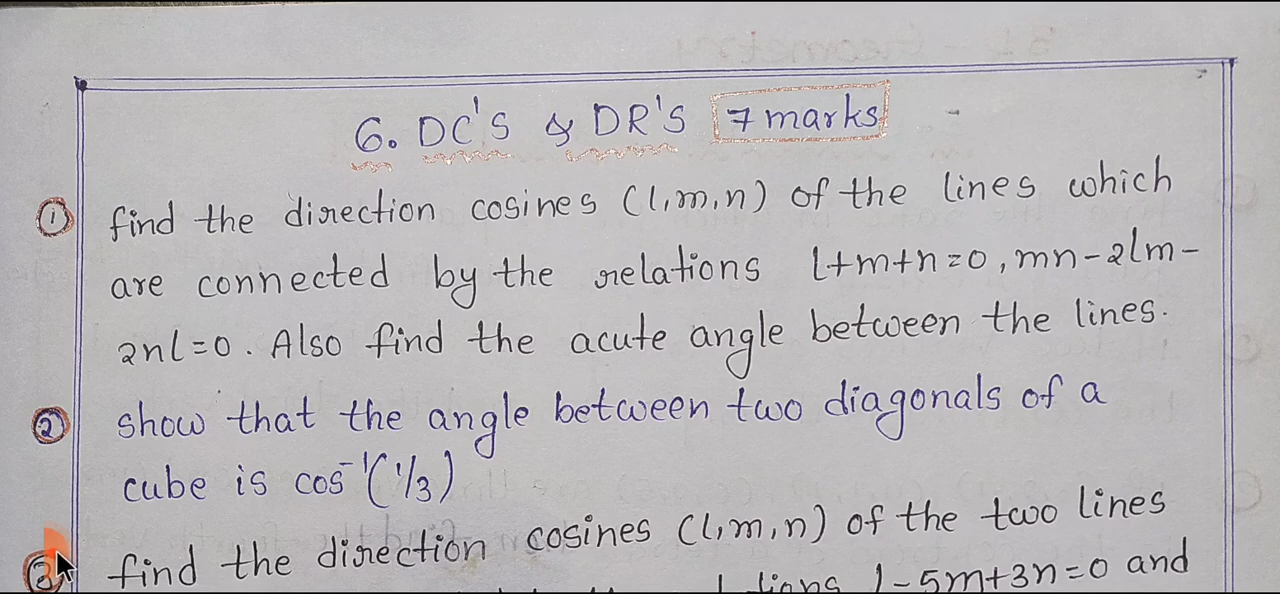 6. DC's & DR's 7 marks
① find the direction cosines (l,m,n) of the lines which
are connected by the relations l+m+n=0, mn-2lm-
2nl=0. Also find the acute angle between the lines.
② show that the angle between two diagonals of a
cube is cos⁻¹(1/3)
find the direction cosines (l,m,n) of the two lines
l-5m+3n=0 and